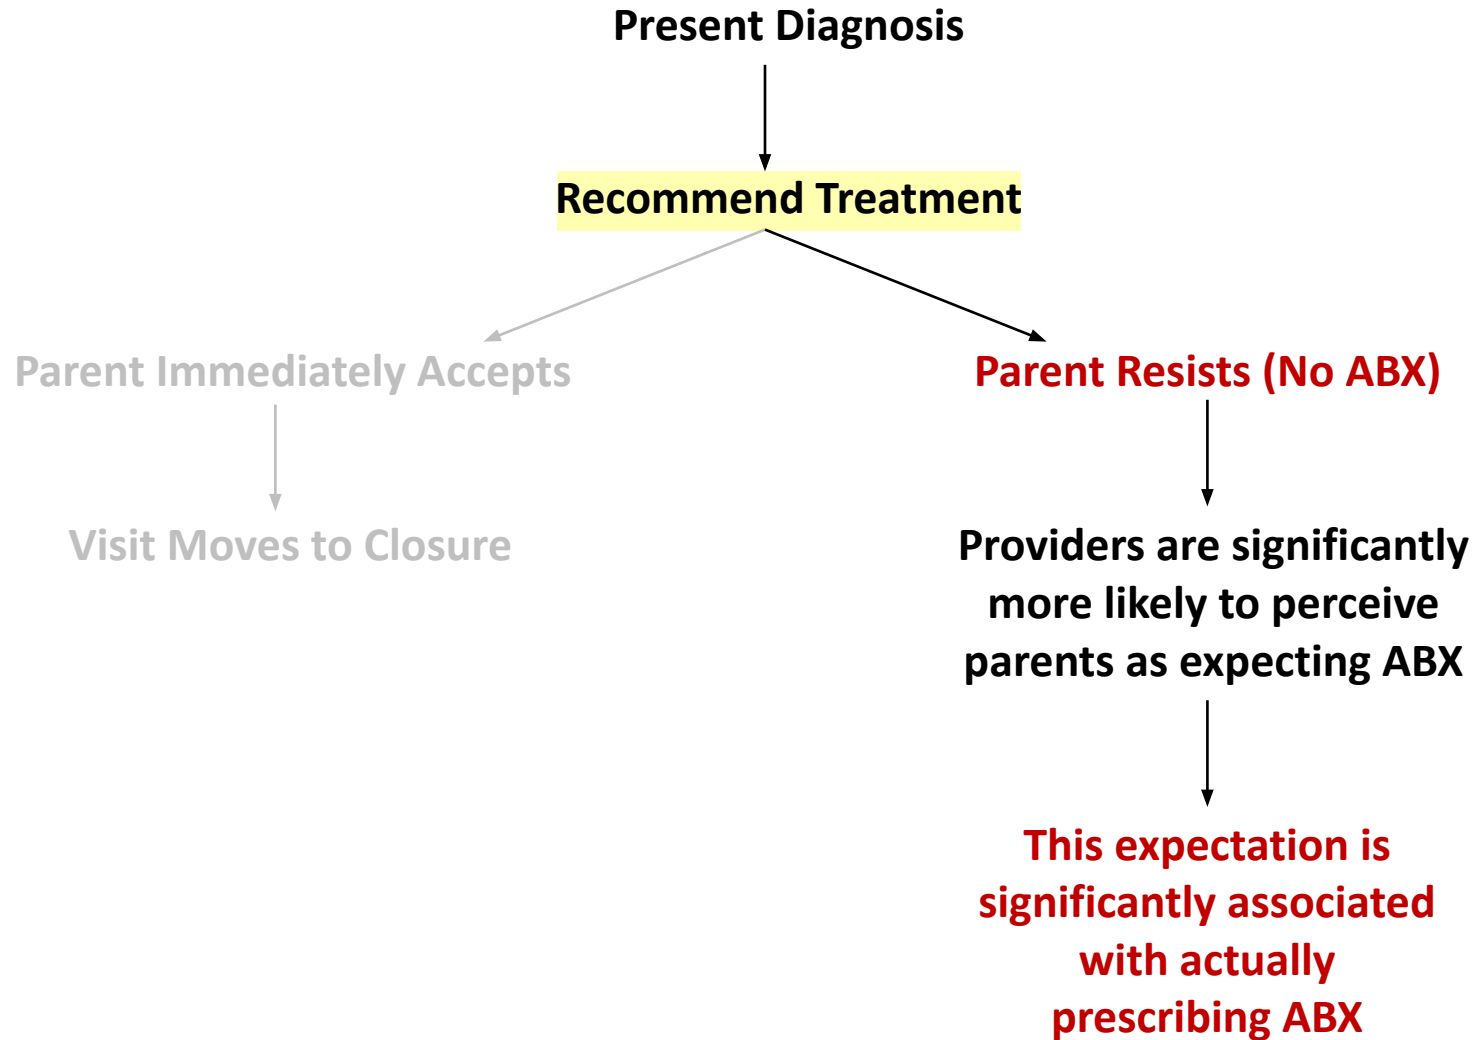 Present Diagnosis
Recommend Treatment
Parent Immediately Accepts
Parent Resists (No ABX)
Visit Moves to Closure
Providers are significantly
more likely to perceive
parents as expecting ABX
This expectation is
significantly associated
with actually
prescribing ABX